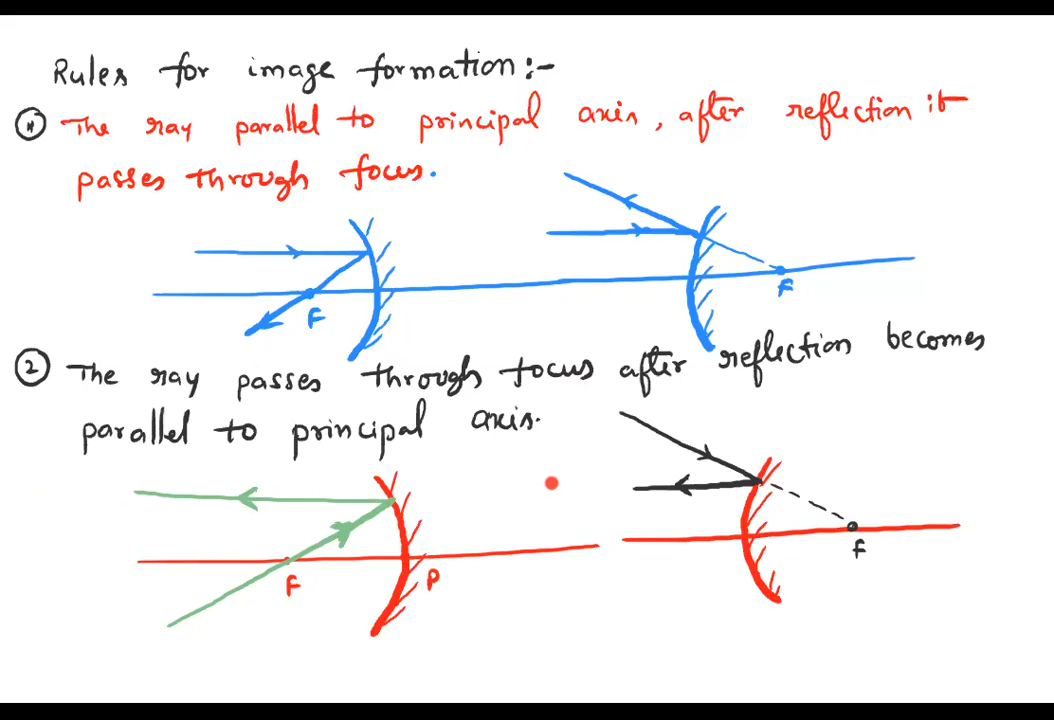 Rules for image formation:-
① The ray parallel to principal axis, after reflection it
passes through focus.
F
F
② The ray passes through focus after reflection becomes
parallel to principal axis.
F
P
F